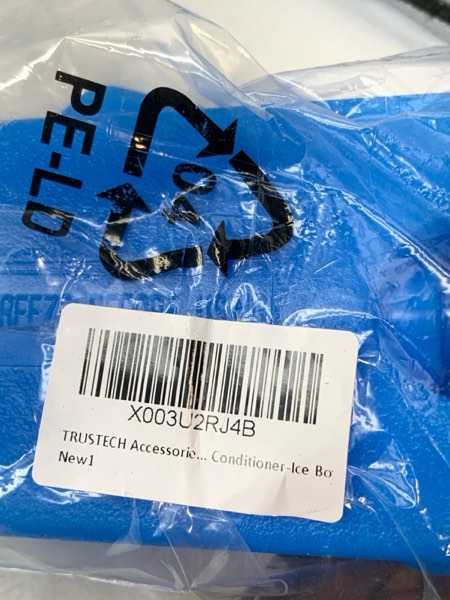 PE-LD
04
X003U2RJ4B
TRUSTECH Accessorie... Conditioner-Ice Bo
New1